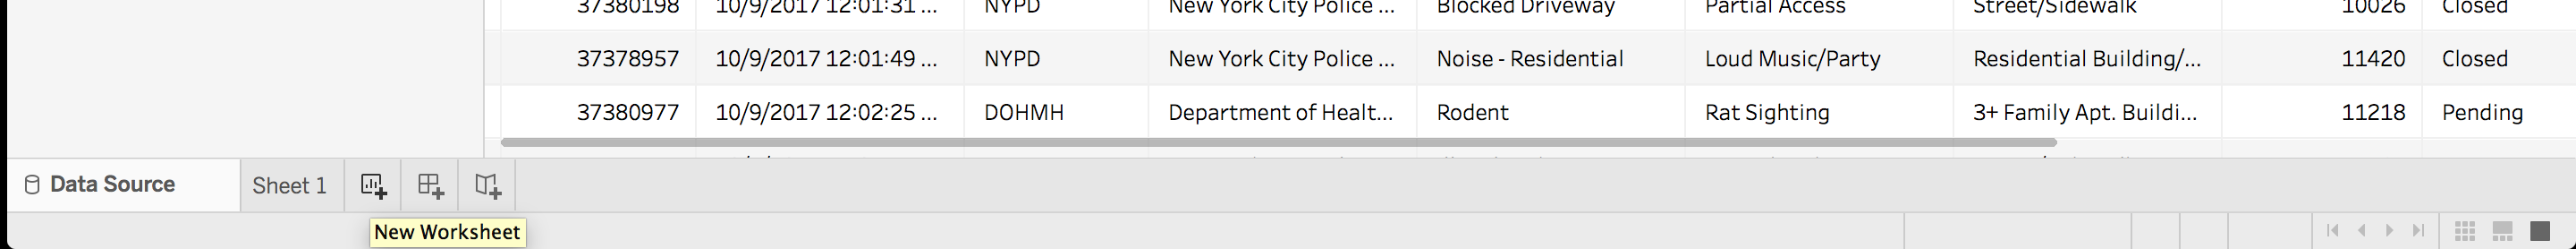 37380198 10/9/2017 12:01:31 ... NYPD New York City Police ... Blocked Driveway Partial Access Street/Sidewalk 10026 Closed
37378957 10/9/2017 12:01:49 ... NYPD New York City Police ... Noise - Residential Loud Music/Party Residential Building/... 11420 Closed
37380977 10/9/2017 12:02:25 ... DOHMH Department of Healt... Rodent Rat Sighting 3+ Family Apt. Buildi... 11218 Pending
Data Source Sheet 1
New Worksheet